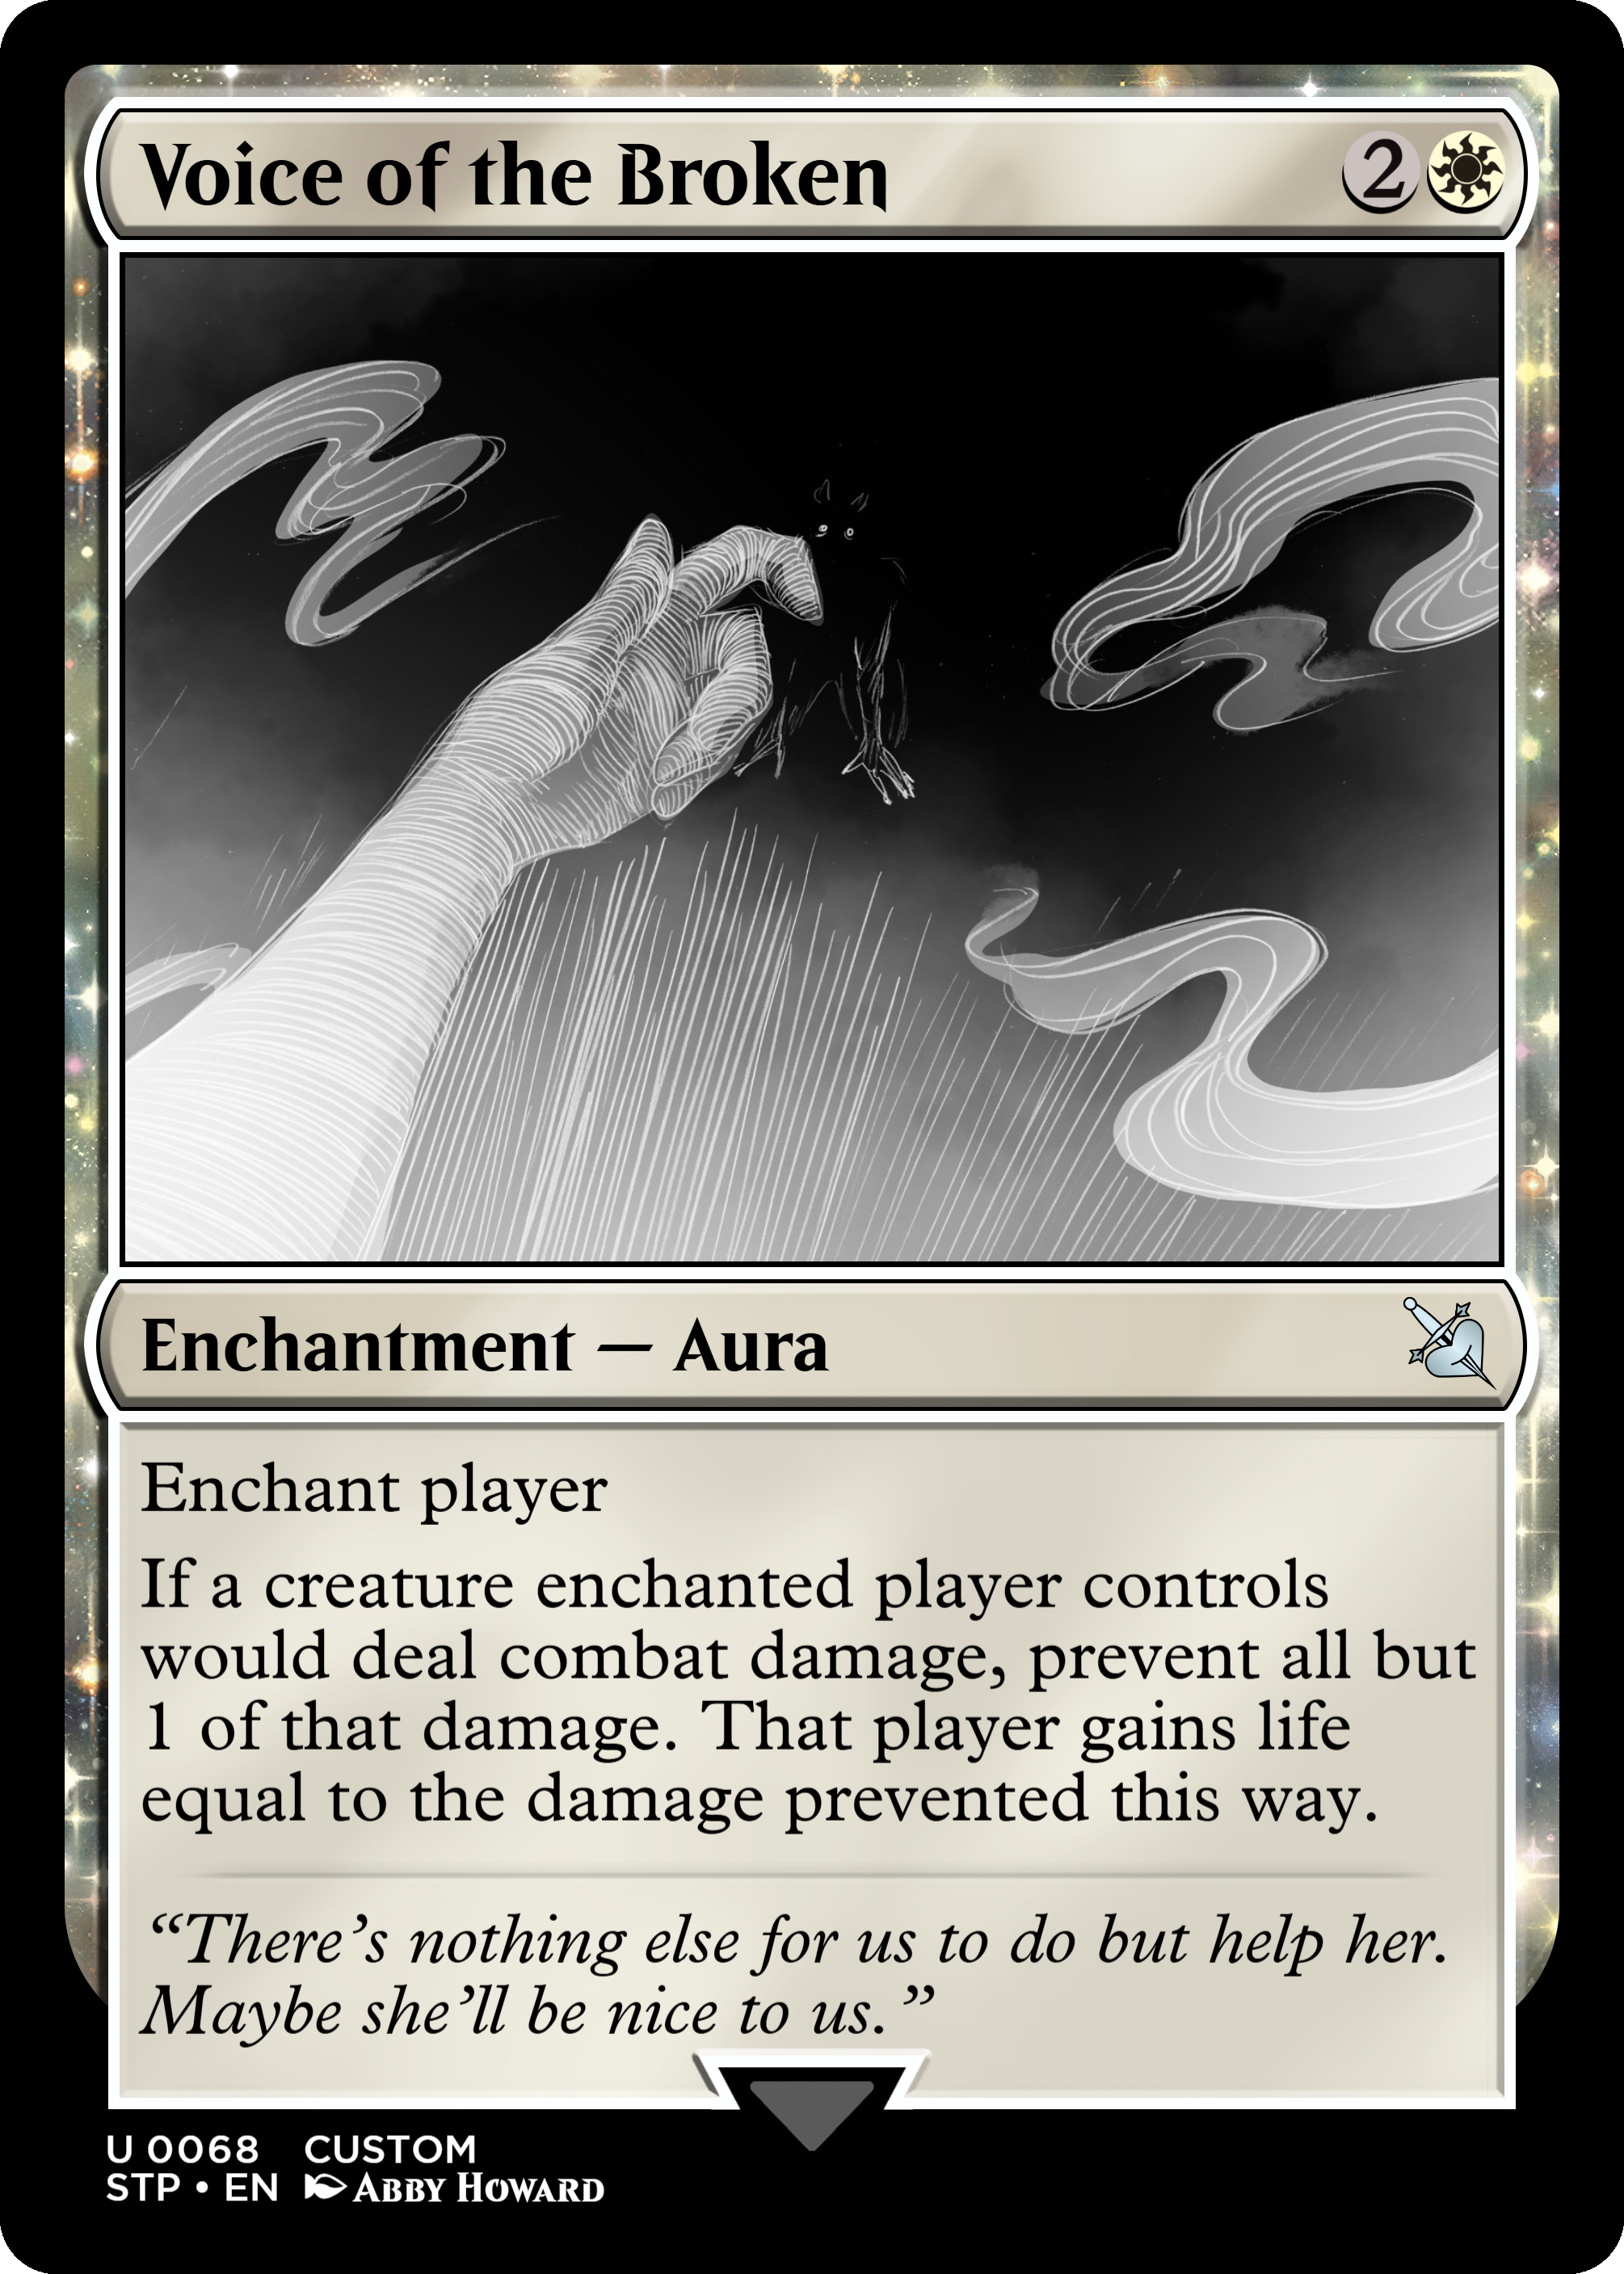 Voice of the Broken 2
Enchantment — Aura
Enchant player
If a creature enchanted player controls
would deal combat damage, prevent all but
1 of that damage. That player gains life
equal to the damage prevented this way.
“There’s nothing else for us to do but help her.
Maybe she’ll be nice to us.”
U 0068 CUSTOM
STP • EN ABBY HOWARD